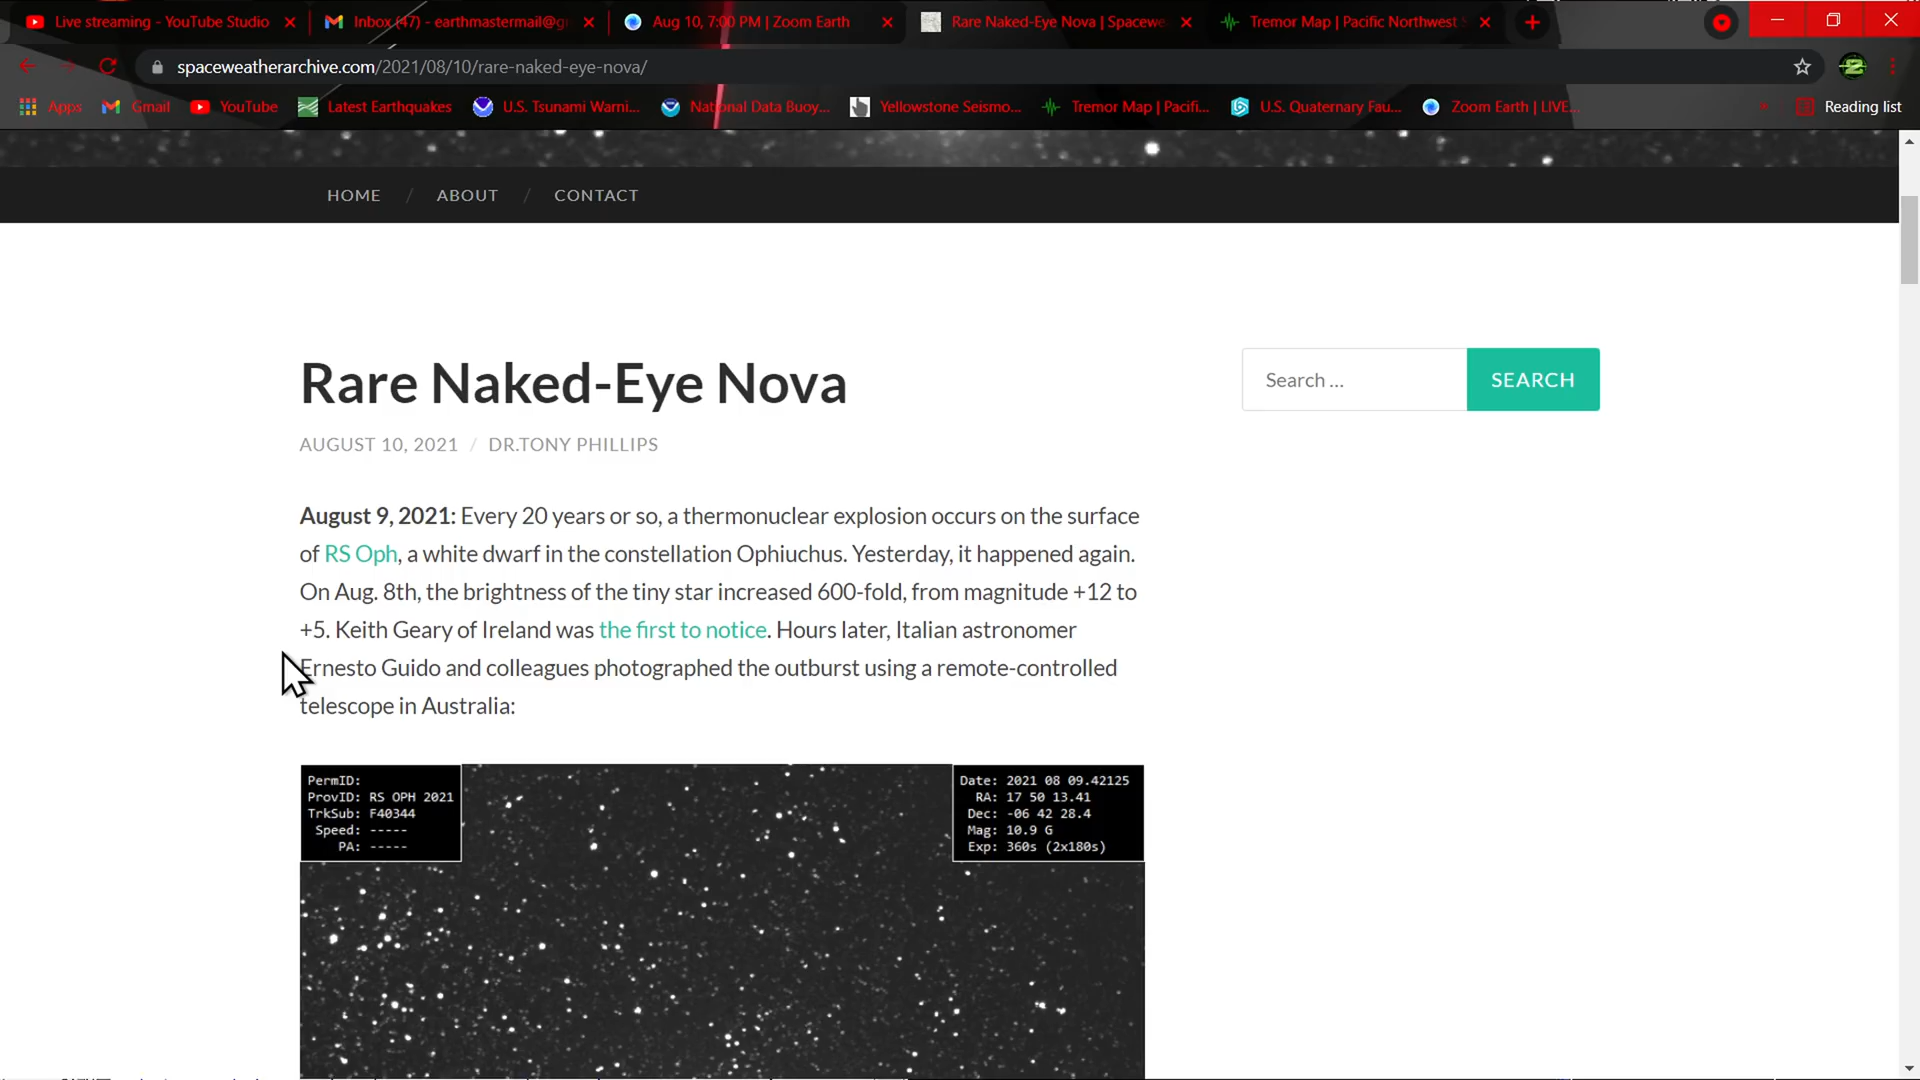 Live streaming - YouTube Studio
Inbox (47) - earthmastermail@g
Aug 10, 7:00 PM | Zoom Earth
Rare Naked-Eye Nova | Spacewe
Tremor Map | Pacific Northwest S
spaceweatherarchive.com/2021/08/10/rare-naked-eye-nova/
Apps
Gmail
YouTube
Latest Earthquakes
U.S. Tsunami Warni...
National Data Buoy...
Yellowstone Seismo...
Tremor Map | Pacifi...
U.S. Quaternary Fau...
Zoom Earth | LIVE...
Reading list
HOME / ABOUT / CONTACT
Rare Naked-Eye Nova
Search ...
SEARCH
AUGUST 10, 2021 / DR.TONY PHILLIPS
August 9, 2021: Every 20 years or so, a thermonuclear explosion occurs on the surface
of RS Oph, a white dwarf in the constellation Ophiuchus. Yesterday, it happened again.
On Aug. 8th, the brightness of the tiny star increased 600-fold, from magnitude +12 to
+5. Keith Geary of Ireland was the first to notice. Hours later, Italian astronomer
Ernesto Guido and colleagues photographed the outburst using a remote-controlled
telescope in Australia:
PermID:
ProvID: RS OPH 2021
TrkSub: F40344
Speed: -----
PA: -----
Date: 2021 08 09.42125
RA: 17 50 13.41
Dec: -06 42 28.4
Mag: 10.9 G
Exp: 360s (2x180s)